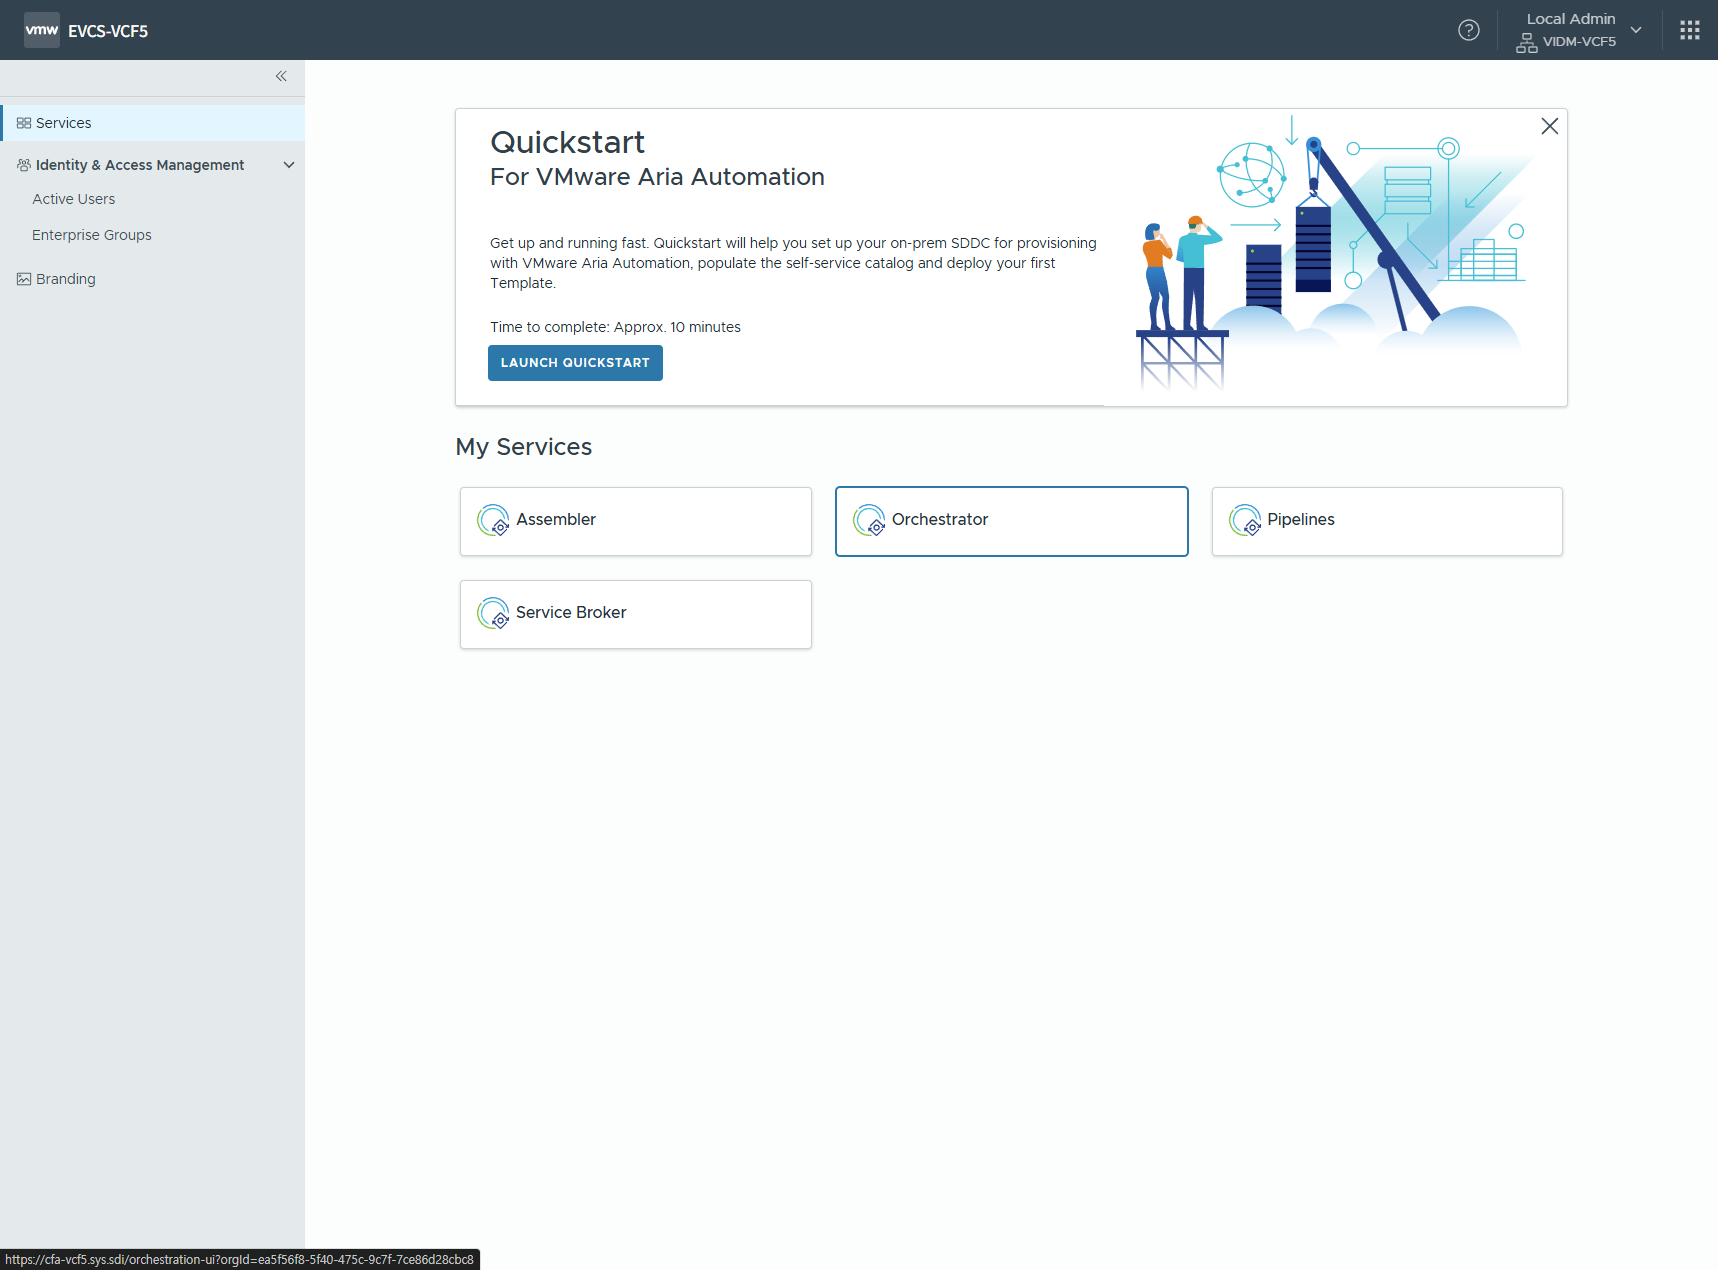 vmw EVCS-VCF5
Local Admin
VIDM-VCF5
Services
Identity & Access Management
Active Users
Enterprise Groups
Branding
Quickstart
For VMware Aria Automation
Get up and running fast. Quickstart will help you set up your on-prem SDDC for provisioning
with VMware Aria Automation, populate the self-service catalog and deploy your first
Template.
Time to complete: Approx. 10 minutes
LAUNCH QUICKSTART
My Services
Assembler
Orchestrator
Pipelines
Service Broker
https://cfa-vcf5.sys.sdi/orchestration-ui?orgId=ea5f56f8-5f40-475c-9c7f-7ce86d28cbc8